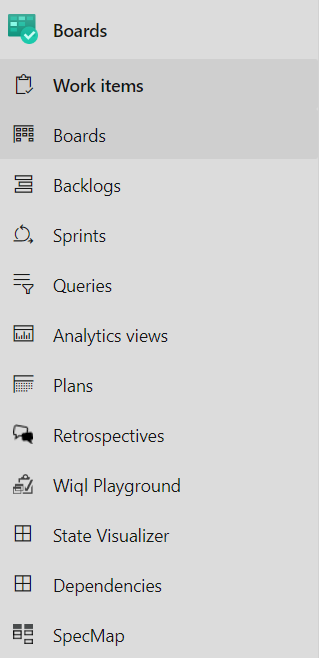 Boards
Work items
Boards
Backlogs
Sprints
Queries
Analytics views
Plans
Retrospectives
Wiql Playground
State Visualizer
Dependencies
SpecMap